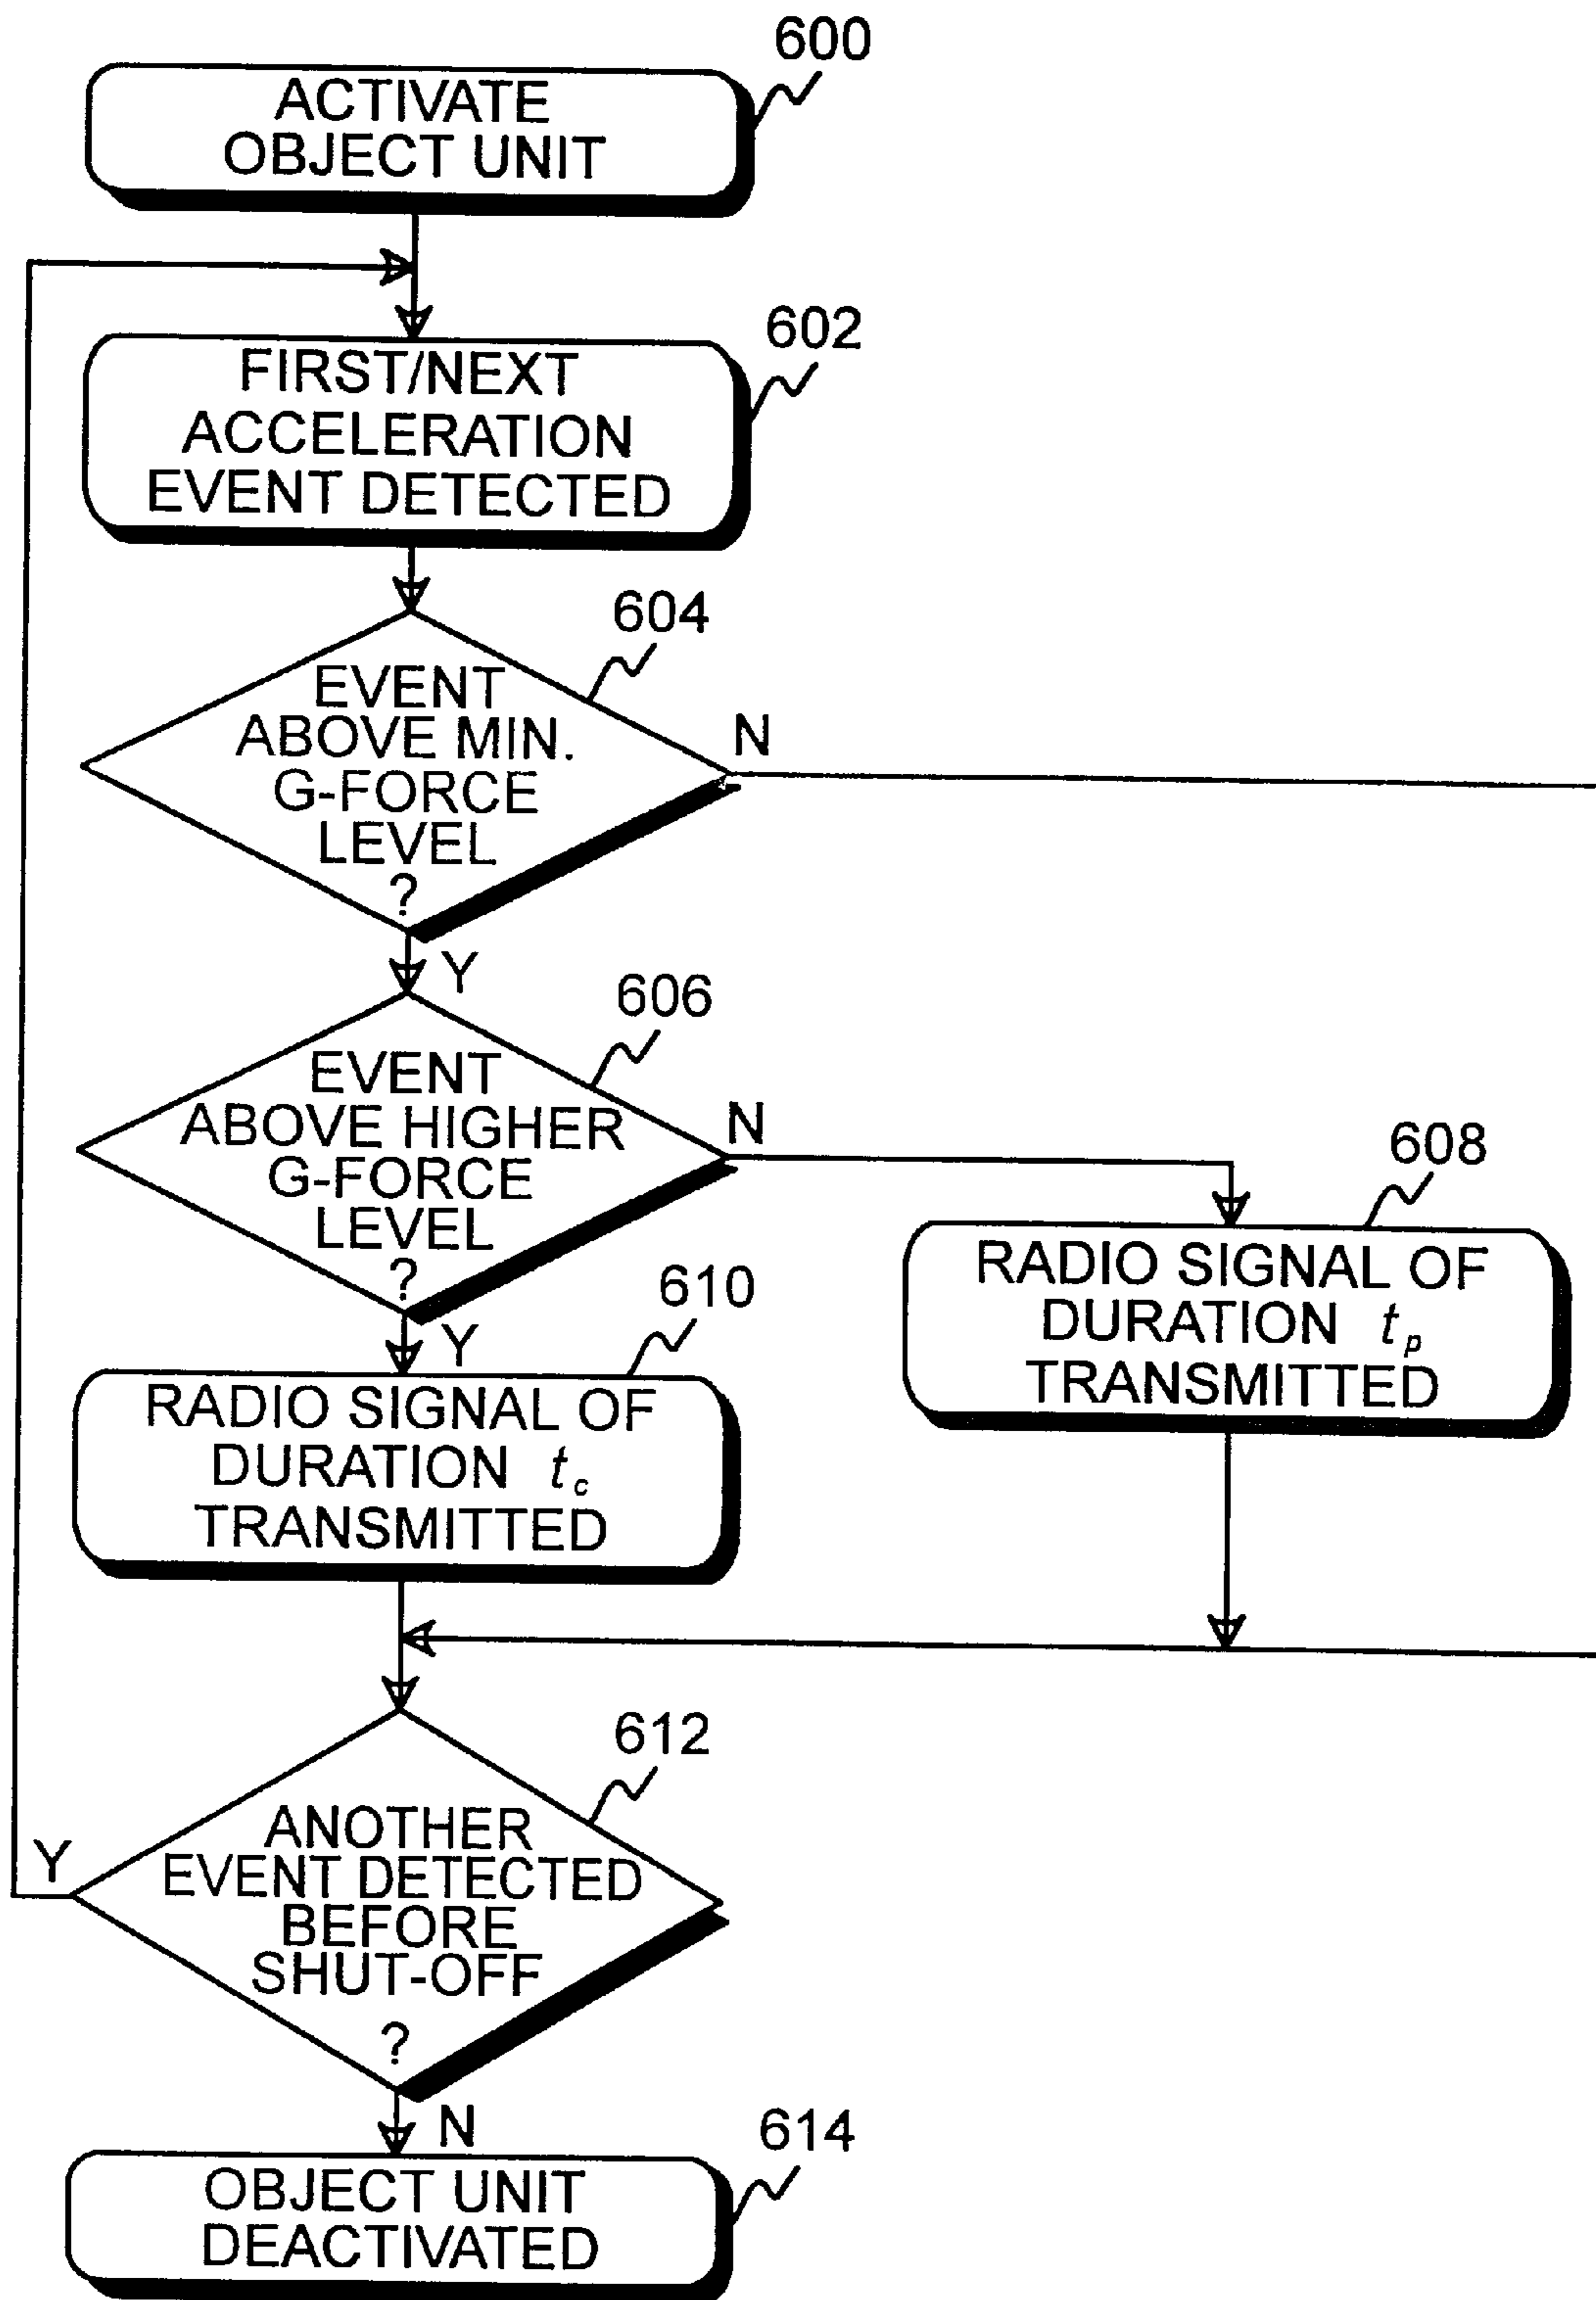 600
ACTIVATE
OBJECT UNIT
602
FIRST/NEXT
ACCELERATION
EVENT DETECTED
604
EVENT
ABOVE MIN.
G-FORCE
LEVEL
?
N
Y
606
EVENT
ABOVE HIGHER
G-FORCE
LEVEL
?
N
608
RADIO SIGNAL OF
DURATION tp
TRANSMITTED
Y
610
RADIO SIGNAL OF
DURATION tc
TRANSMITTED
612
ANOTHER
EVENT DETECTED
BEFORE
SHUT-OFF
?
Y
N
614
OBJECT UNIT
DEACTIVATED